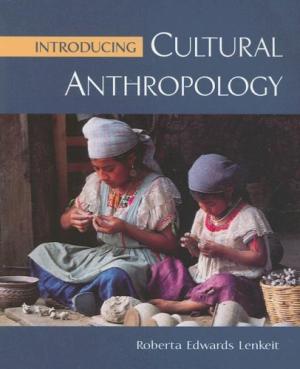 INTRODUCING CULTURAL
ANTHROPOLOGY
Roberta Edwards Lenkeit